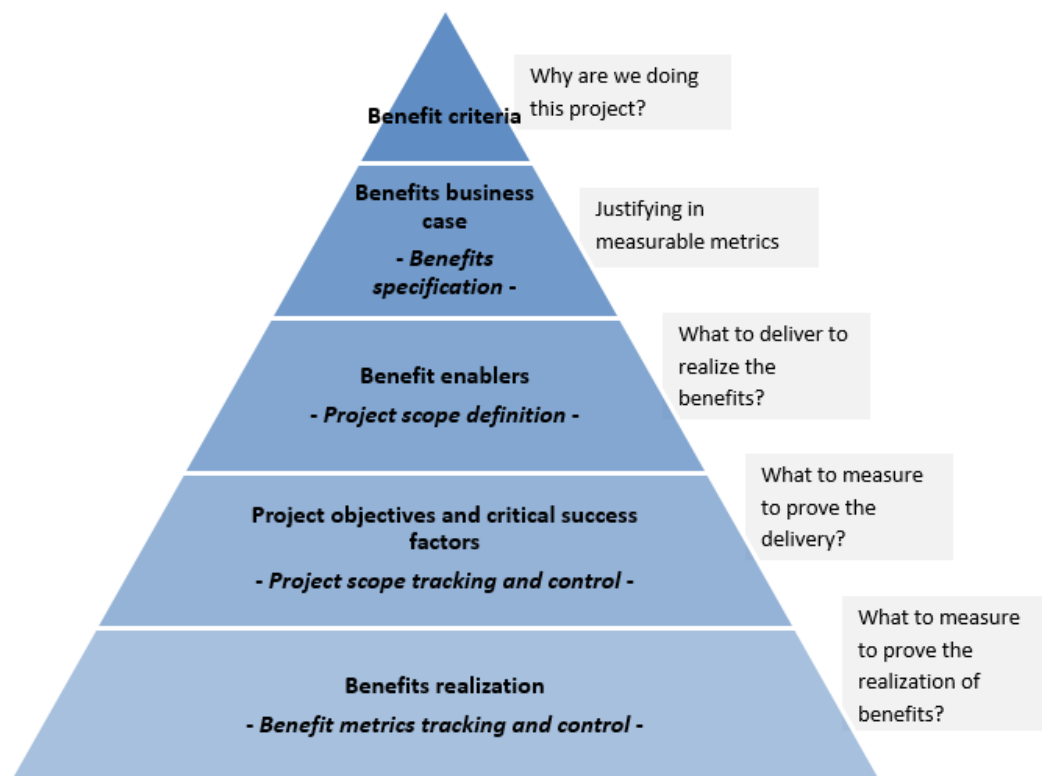 Why are we doing
this project?
Benefit criteria
Benefits business
case
- Benefits
specification -
Justifying in
measurable metrics
What to deliver to
realize the
benefits?
Benefit enablers
- Project scope definition -
What to measure
to prove the
delivery?
Project objectives and critical success
factors
- Project scope tracking and control -
What to measure
to prove the
realization of
benefits?
Benefits realization
- Benefit metrics tracking and control -